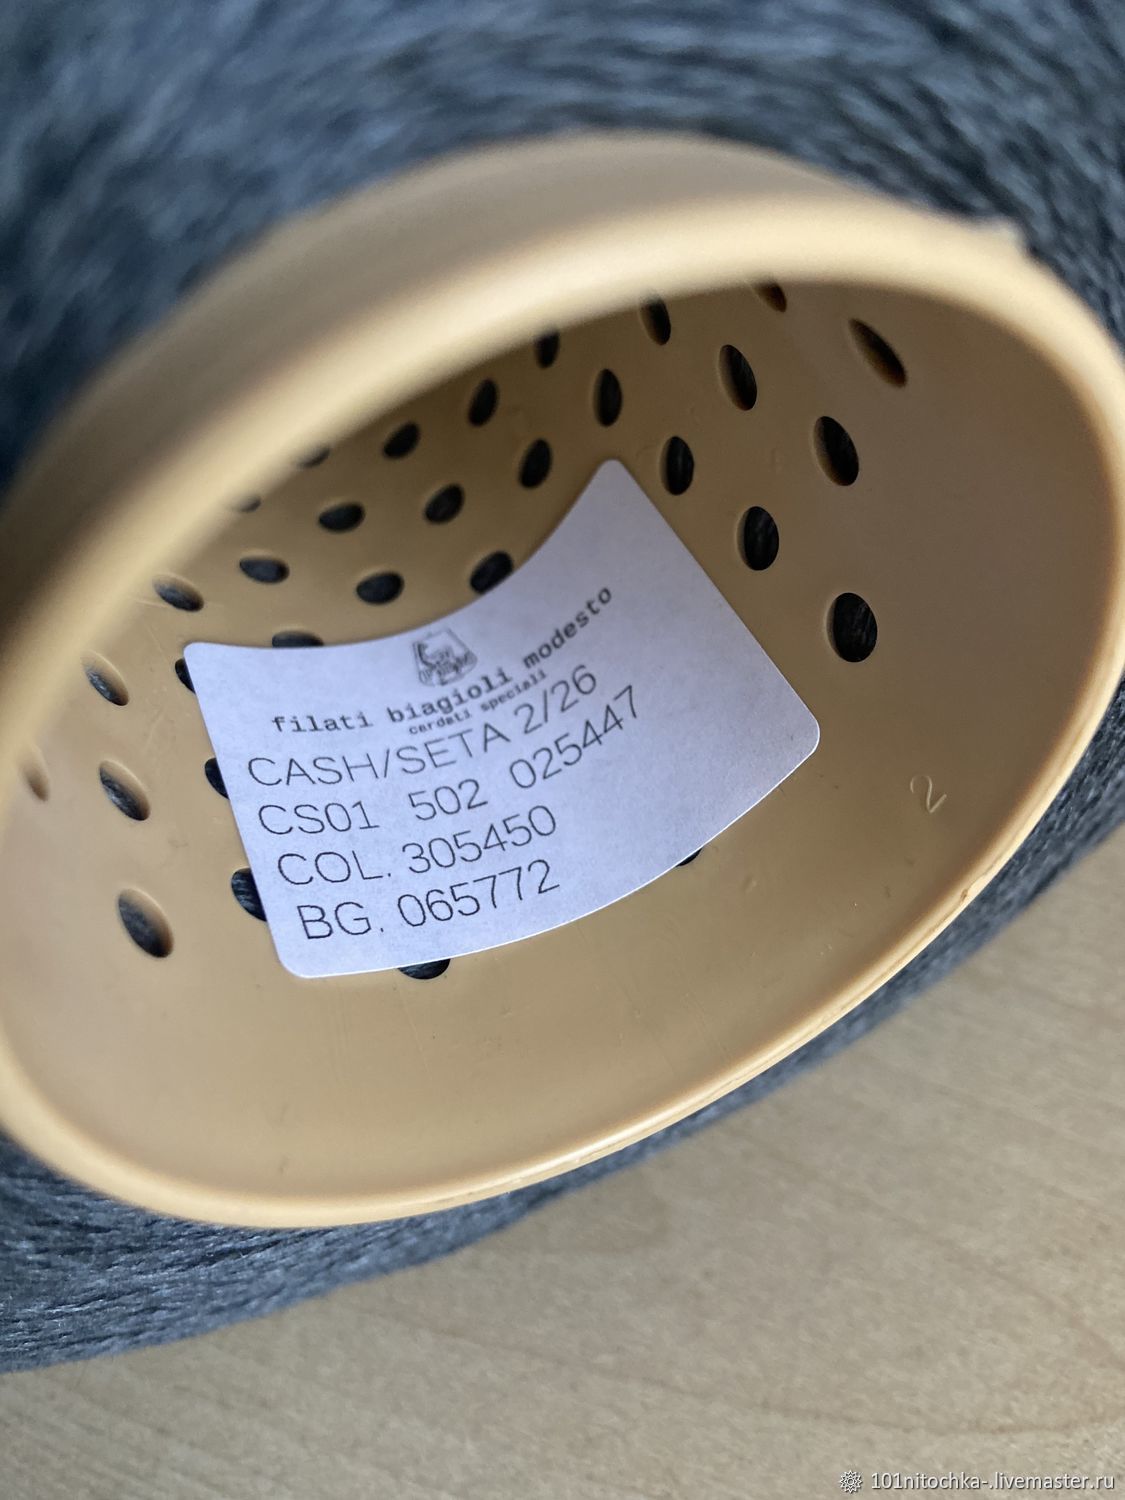 filati biagioli modesto
cardati speciali
CASH/SETA 2/26
CS01 502 025447
COL. 305450
BG. 065772
2
101nitochka-.livemaster.ru